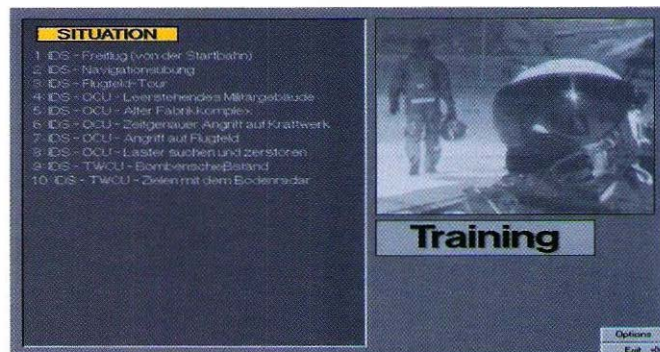 SITUATION
1 IDS - Freiflug (von der Startbahn)
2 IDS - Navigationsübung
3 IDS - Flugfeld-Tour
4 IDS - OCU - Leerstehendes Militärgebäude
5 IDS - OCU - Alter Fabrikkomplex
6 IDS - OCU - Zeitgenauer Angriff auf Kraftwerk
7 IDS - OCU - Angriff auf Flugfeld
8 IDS - OCU - Laster suchen und zerstören
9 IDS - TWCU - Bombenschießstand
10 IDS - TWCU - Zielen mit dem Bodenradar
Training
Options
Exit